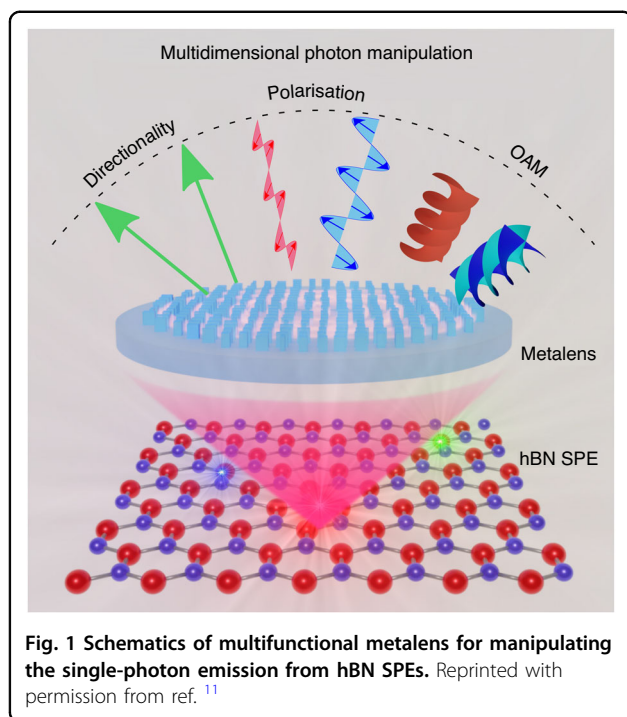 Multidimensional photon manipulation
Polarisation
Directionality
OAM
Metalens
hBN SPE
Fig. 1 Schematics of multifunctional metalens for manipulating
the single-photon emission from hBN SPEs. Reprinted with
permission from ref. 11